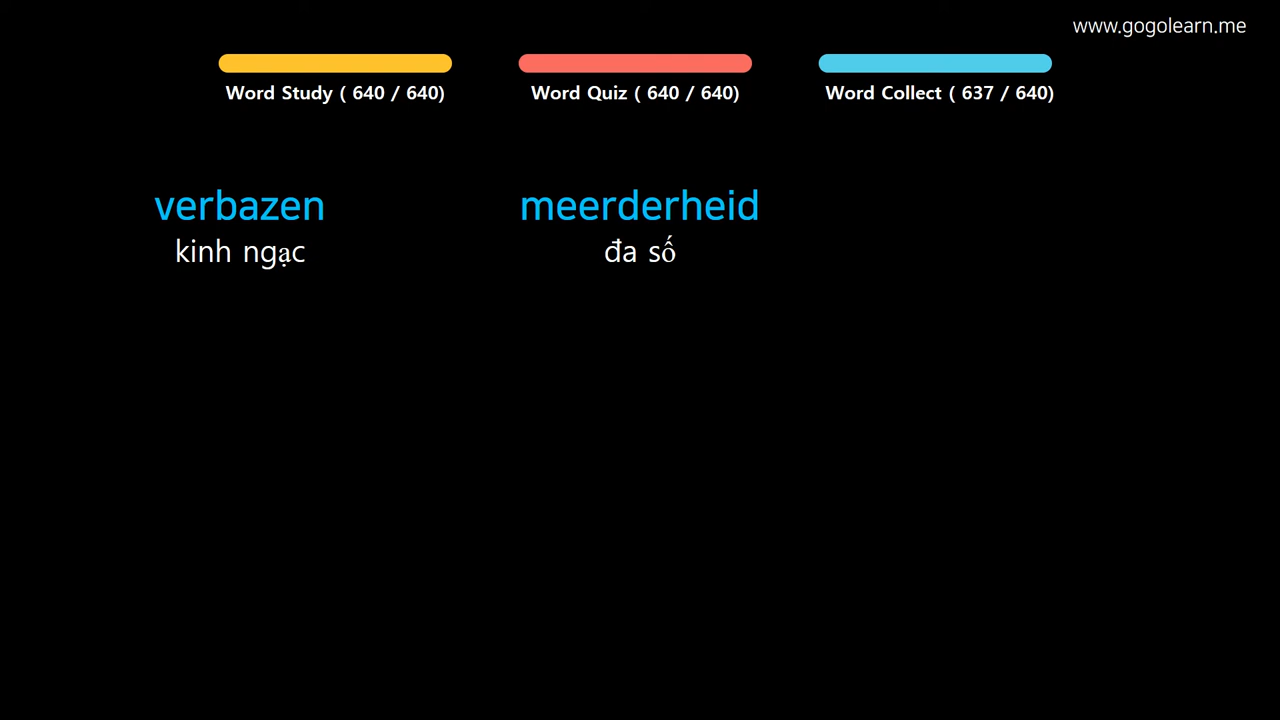 www.gogolearn.me
Word Study ( 640 / 640)
Word Quiz ( 640 / 640)
Word Collect ( 637 / 640)
verbazen
kinh ngạc
meerderheid
đa số